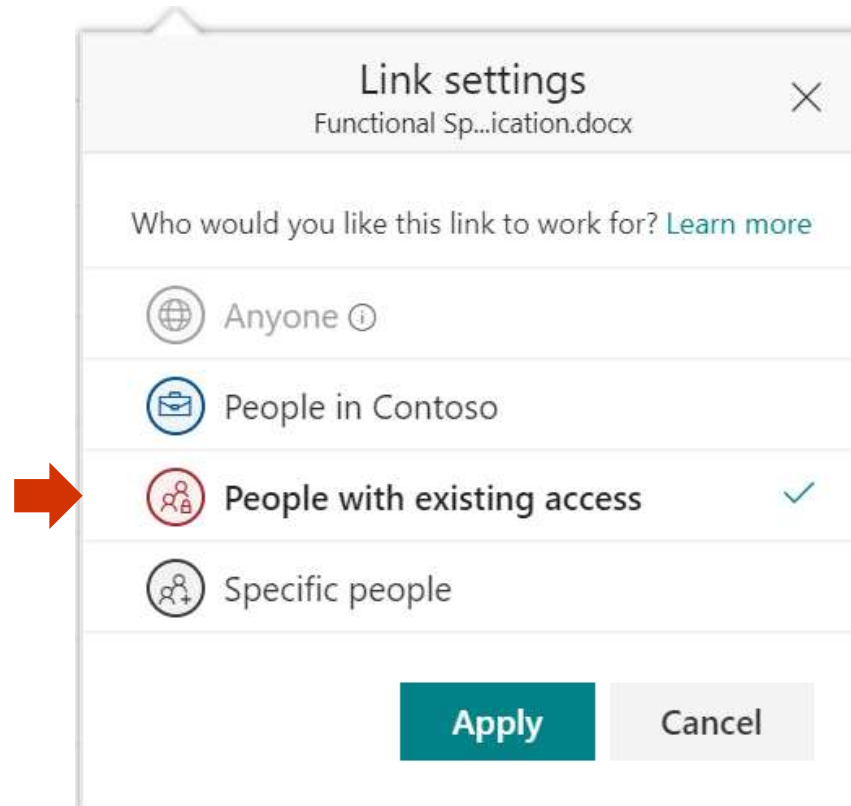 Link settings
Functional Sp...ication.docx
Who would you like this link to work for? Learn more
Anyone
People in Contoso
People with existing access
Specific people
Apply
Cancel